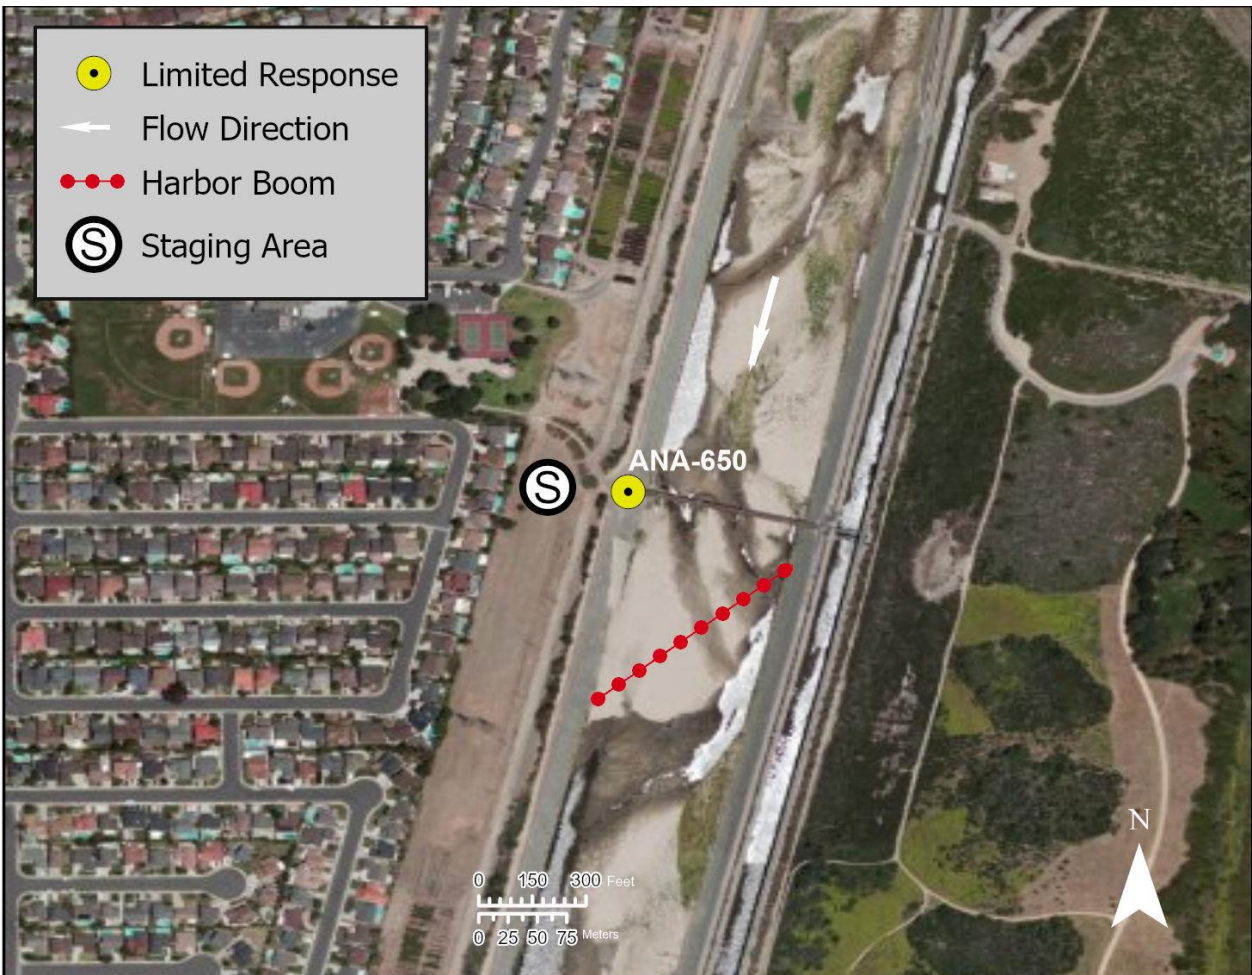 Limited Response
Flow Direction
Harbor Boom
S Staging Area
ANA-650
S
N
0 150 300 Feet
0 25 50 75 Meters